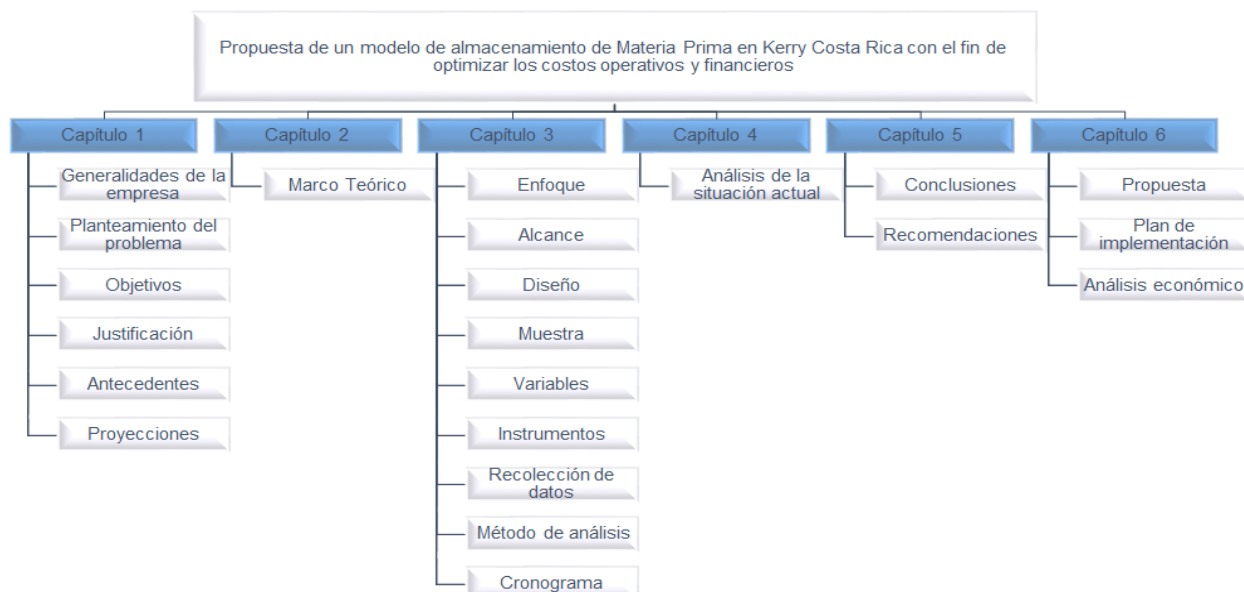 Propuesta de un modelo de almacenamiento de Materia Prima en Kerry Costa Rica con el fin de
optimizar los costos operativos y financieros
Capítulo 1
Generalidades de la
empresa
Planteamiento del
problema
Objetivos
Justificación
Antecedentes
Proyecciones
Capítulo 2
Marco Teórico
Capítulo 3
Enfoque
Alcance
Diseño
Muestra
Variables
Instrumentos
Recolección de
datos
Método de análisis
Cronograma
Capítulo 4
Análisis de la
situación actual
Capítulo 5
Conclusiones
Recomendaciones
Capítulo 6
Propuesta
Plan de
implementación
Análisis económico